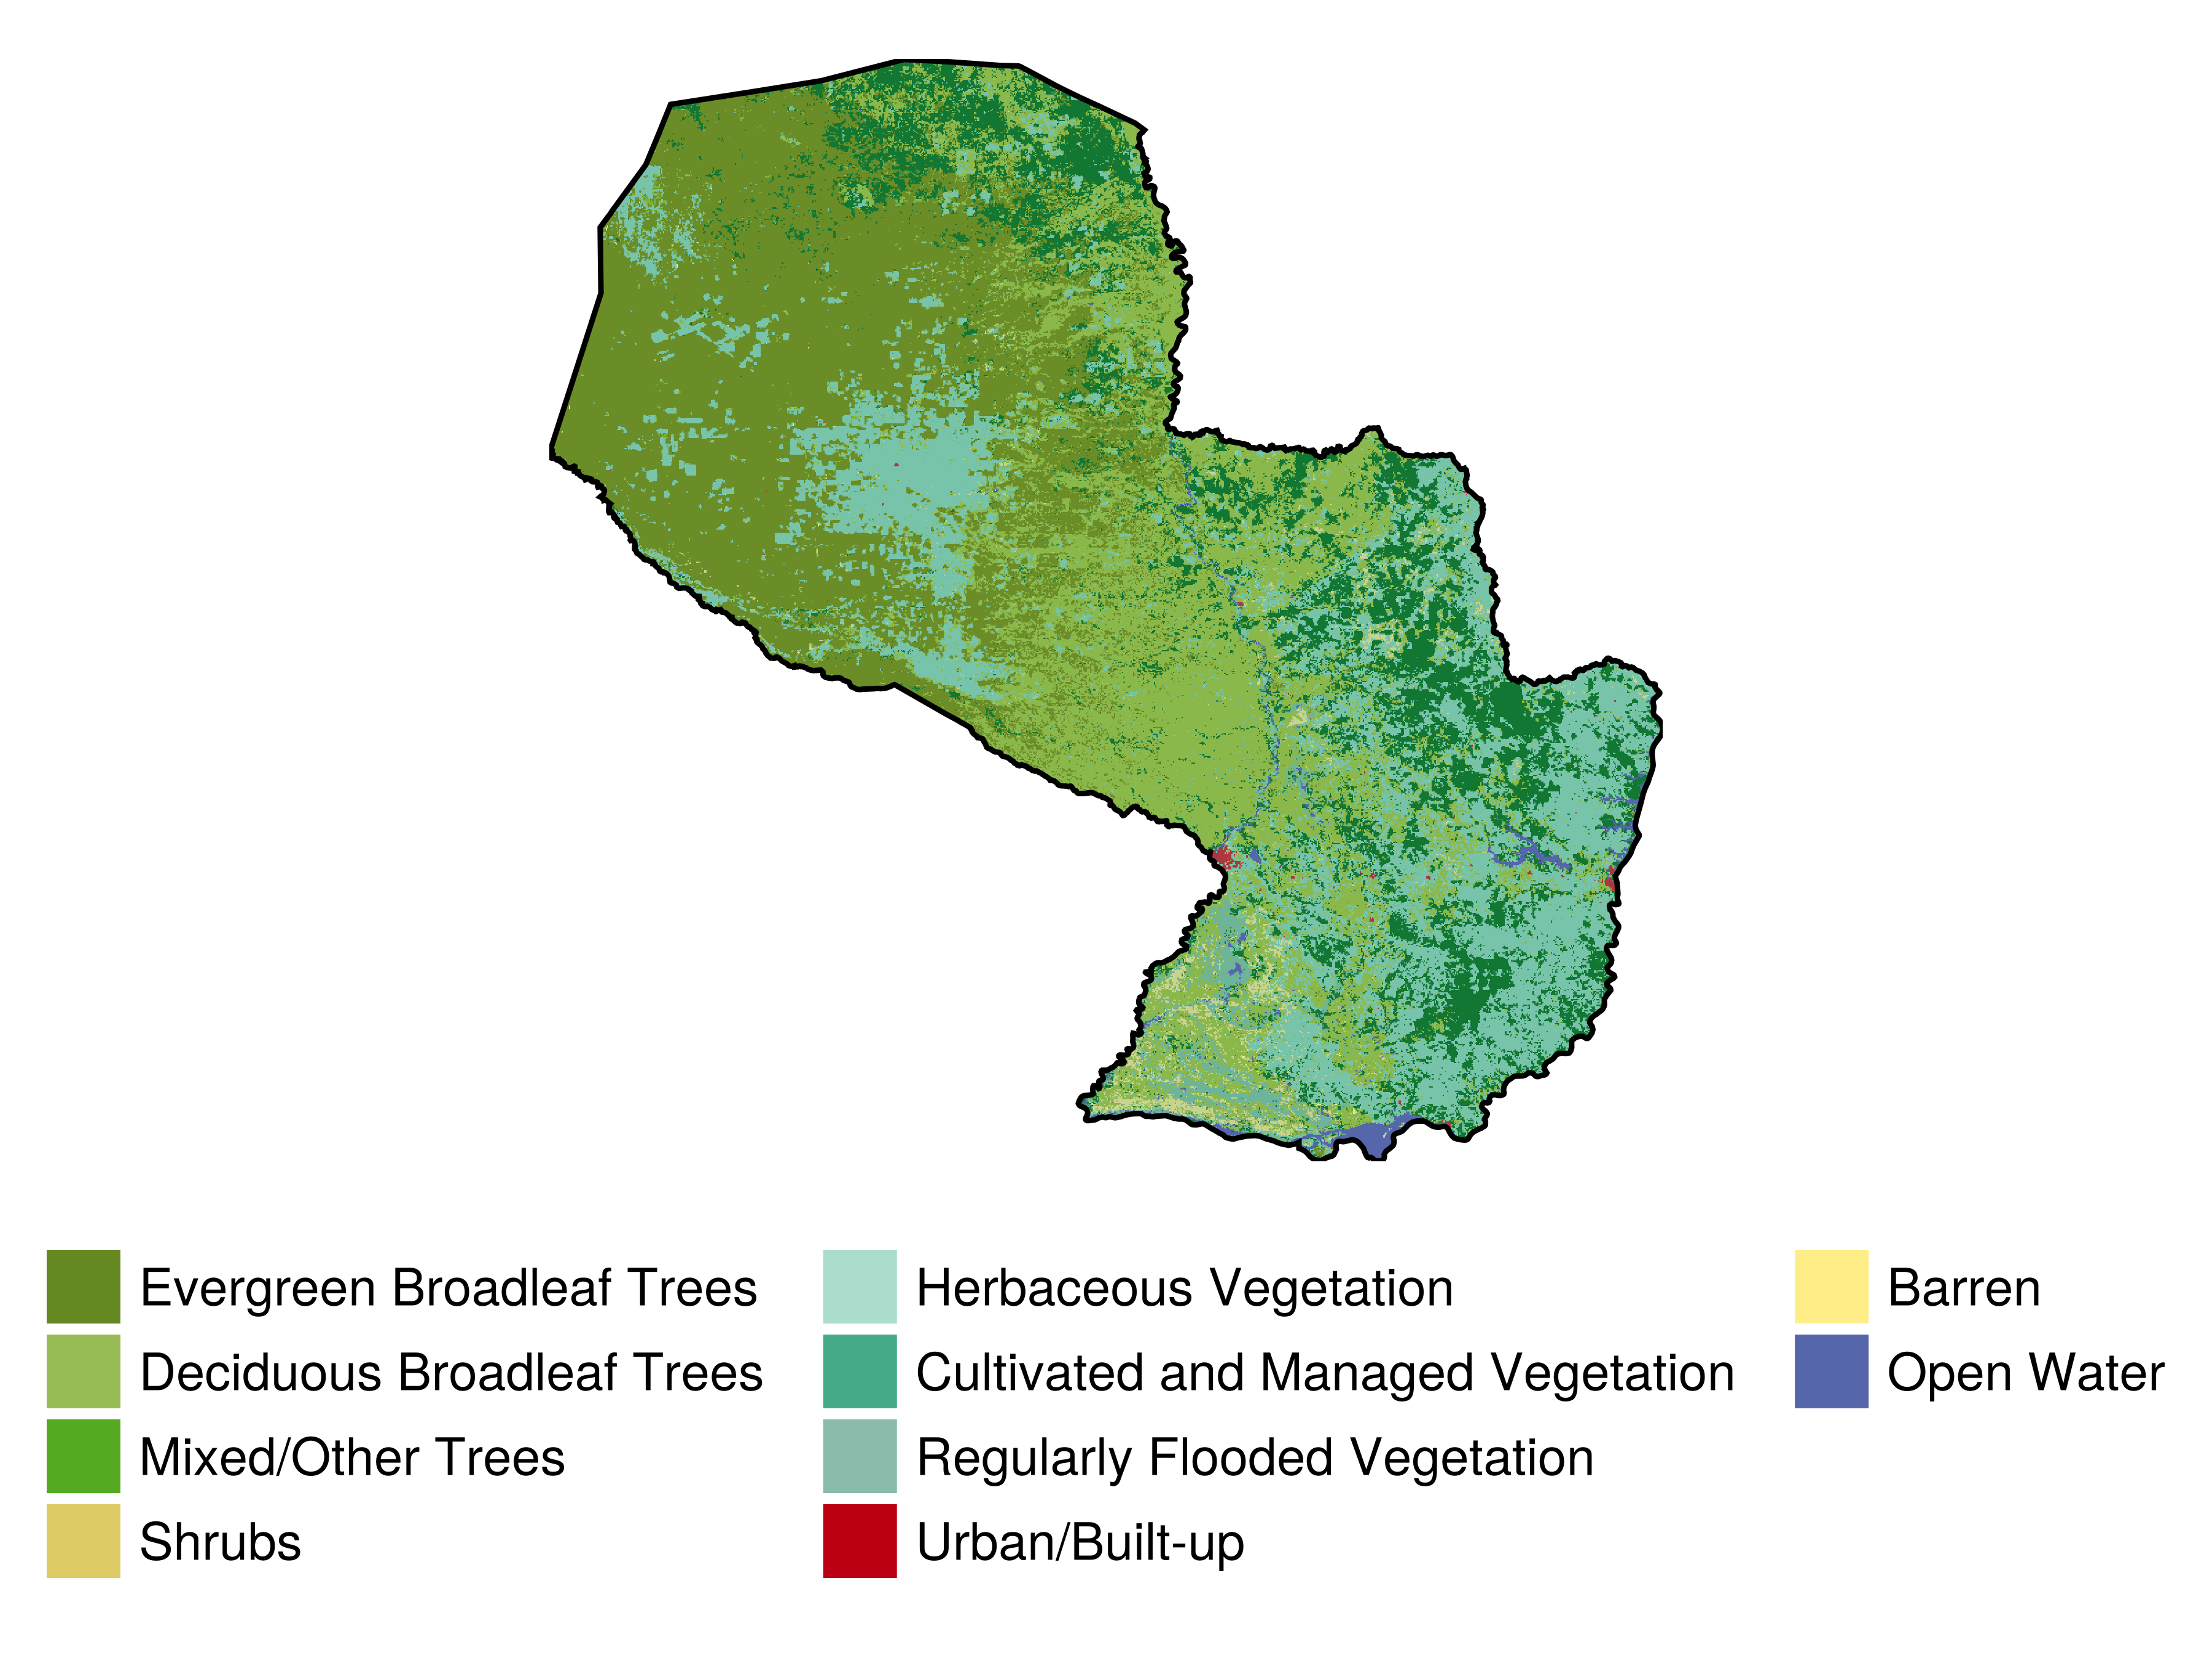 Evergreen Broadleaf Trees
Deciduous Broadleaf Trees
Mixed/Other Trees
Shrubs
Herbaceous Vegetation
Cultivated and Managed Vegetation
Regularly Flooded Vegetation
Urban/Built-up
Barren
Open Water